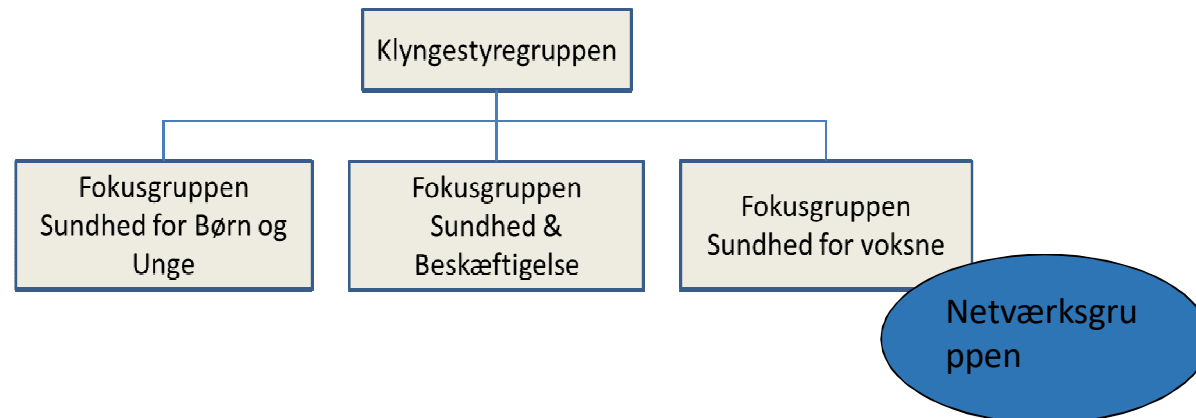 Klyngestyregruppen
Fokusgruppen
Sundhed for Børn og
Unge
Fokusgruppen
Sundhed &
Beskæftigelse
Fokusgruppen
Sundhed for voksne
Netværksgru
ppen